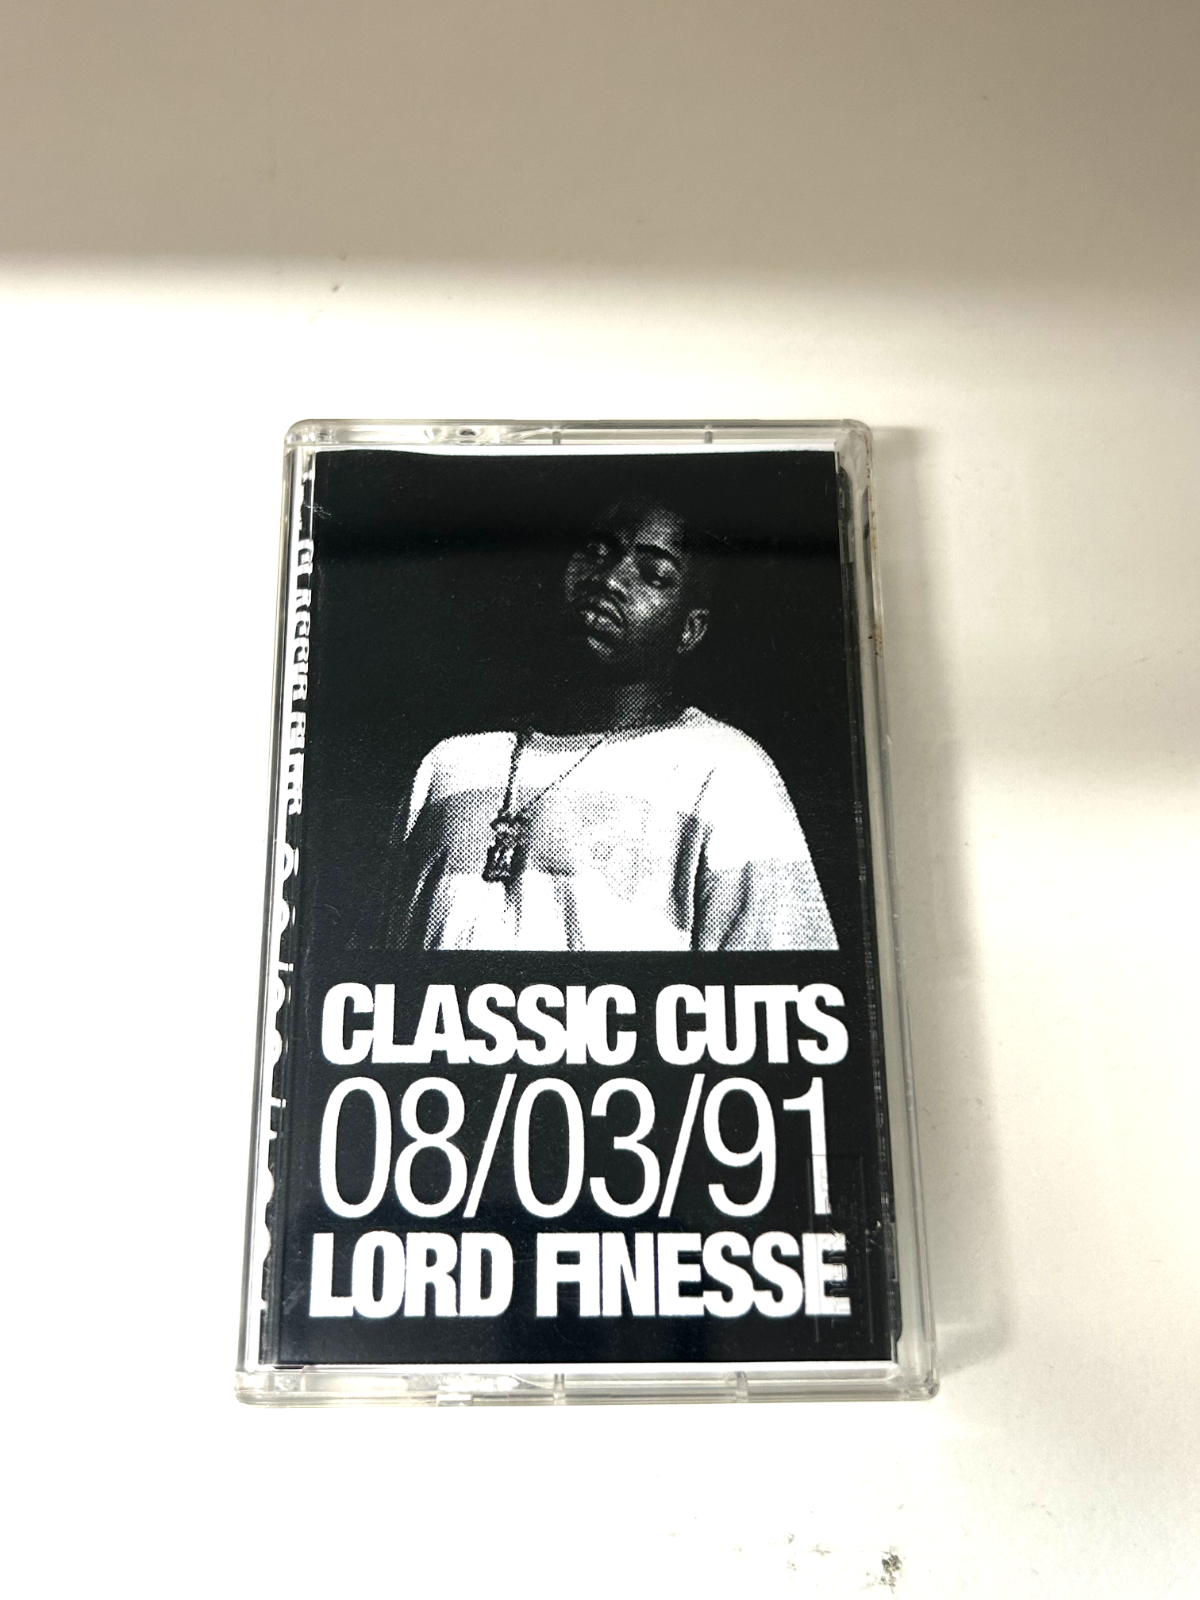 CLASSIC CUTS
08/03/91
LORD FINESSE